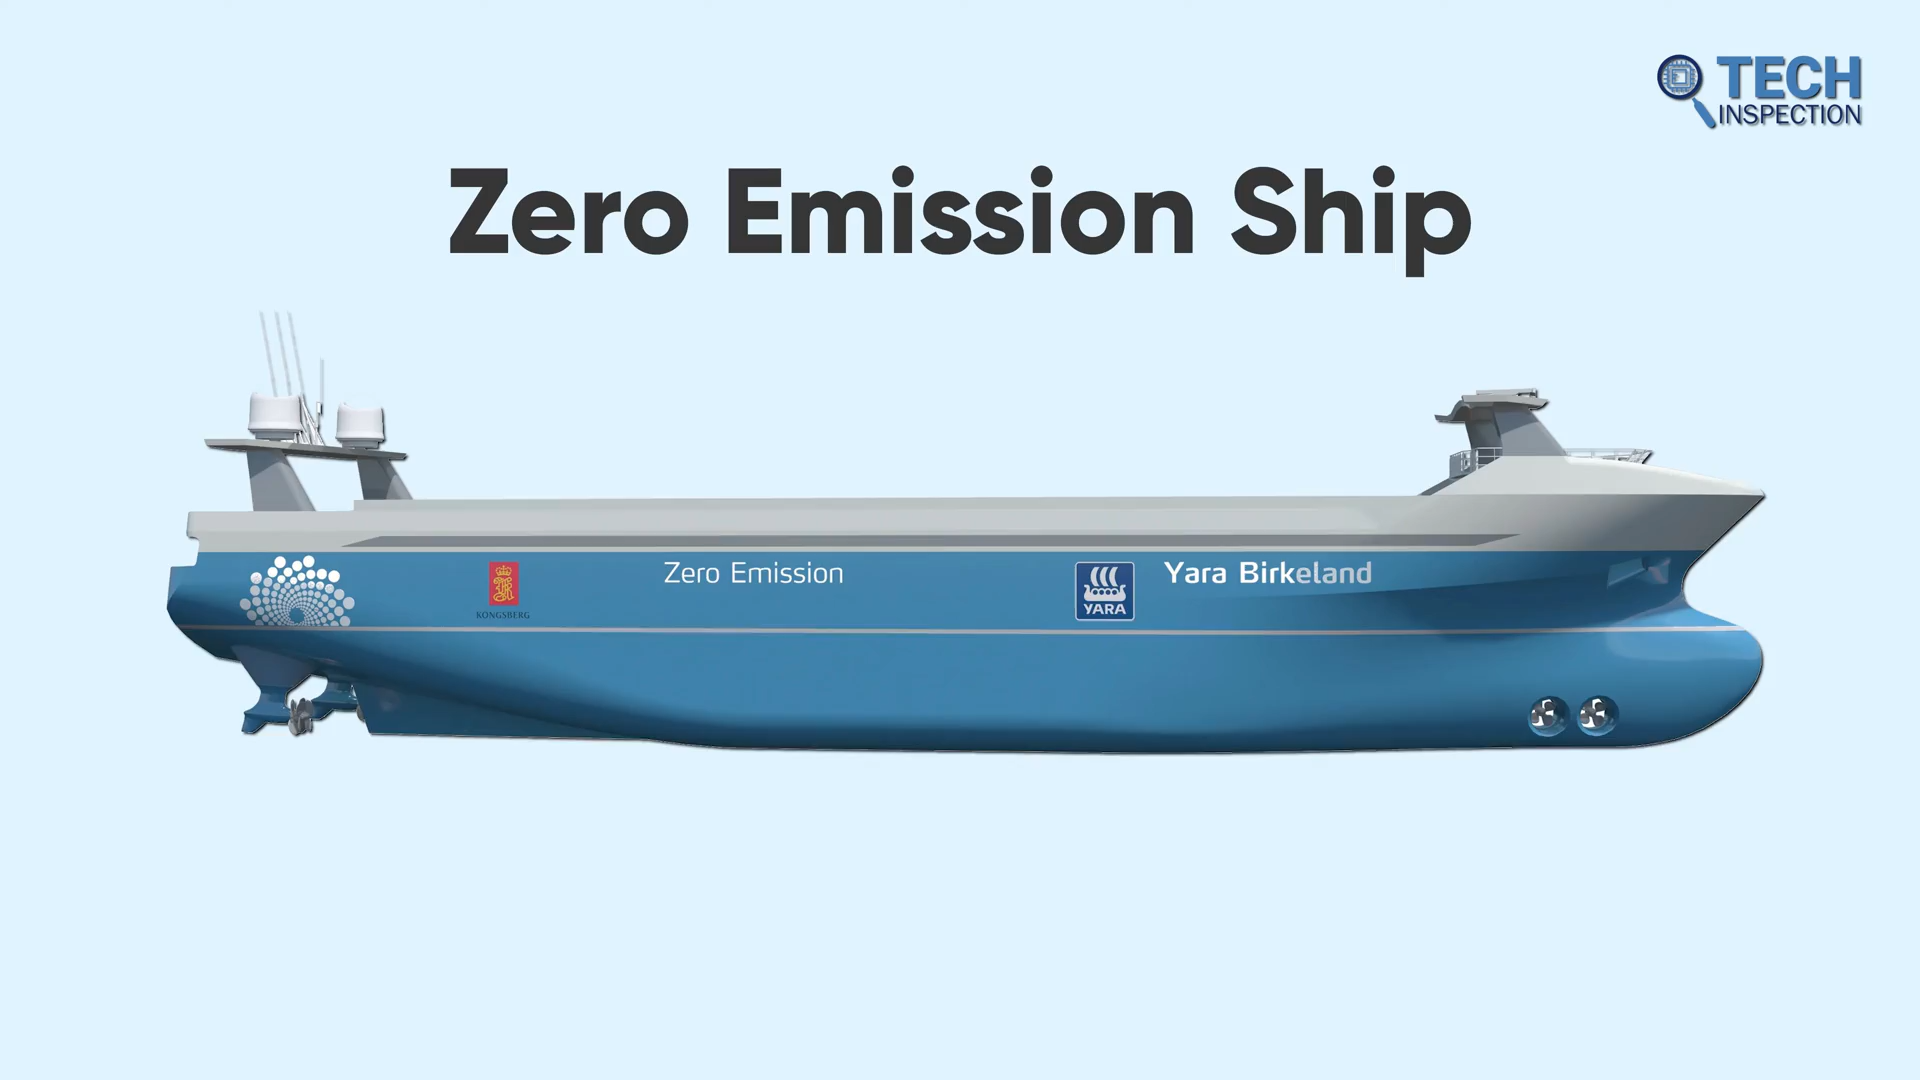 TECH
INSPECTION
Zero Emission Ship
Zero Emission
Yara Birkeland
KONGSBERG
YARA